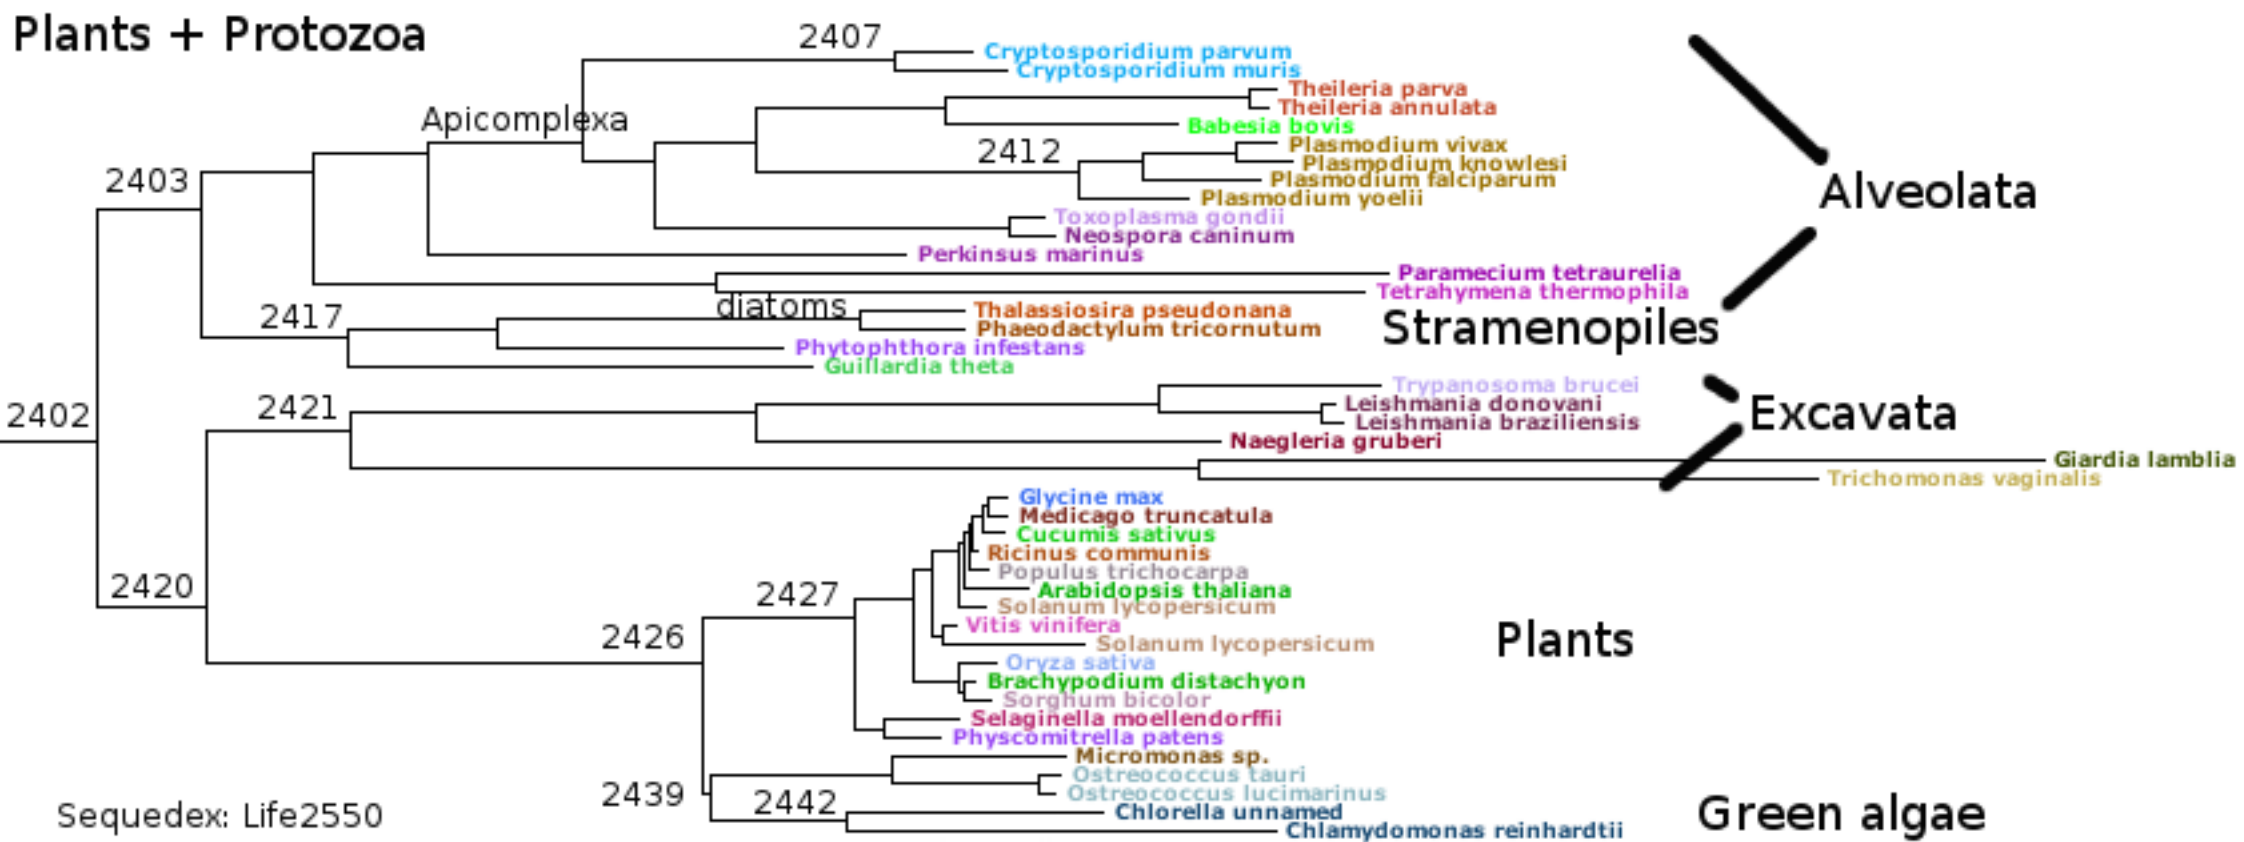 Plants + Protozoa
2407
Cryptosporidium parvum
Cryptosporidium muris
Theileria parva
Theileria annulata
Apicomplexa
Babesia bovis
2412
Plasmodium vivax
Plasmodium knowlesi
Plasmodium falciparum
Plasmodium yoelii
2403
Alveolata
Toxoplasma gondii
Neospora caninum
Perkinsus marinus
Paramecium tetraurelia
Tetrahymena thermophila
diatoms
Thalassiosira pseudonana
2417
Phaeodactylum tricornutum
Stramenopiles
Phytophthora infestans
Guillardia theta
Trypanosoma brucei
2421
Leishmania donovani
2402
Leishmania braziliensis
Excavata
Naegleria gruberi
Giardia lamblia
Trichomonas vaginalis
Glycine max
Medicago truncatula
Cucumis sativus
Ricinus communis
Populus trichocarpa
2420
Arabidopsis thaliana
2427
Solanum lycopersicum
Vitis vinifera
2426
Solanum lycopersicum
Plants
Oryza sativa
Brachypodium distachyon
Sorghum bicolor
Selaginella moellendorffii
Physcomitrella patens
Micromonas sp.
Ostreococcus tauri
2439
Ostreococcus lucimarinus
2442
Chlorella unnamed
Chlamydomonas reinhardtii
Sequedex: Life2550
Green algae